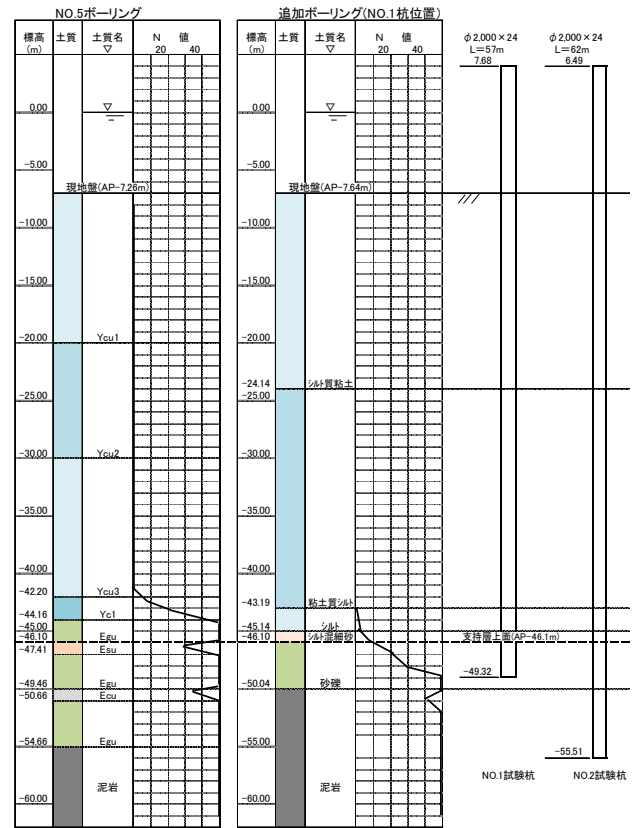 NO.5ボーリング
標高
(m)
土質
土質名
▽
N 値
20 40
0.00
▽
-5.00
現地盤(AP-7.26m)
-10.00
-15.00
-20.00
Ycu1
-25.00
-30.00
Ycu2
-35.00
-40.00
-42.20
Ycu3
-44.16
Yc1
-45.00
-46.10
Egu
-47.41
Esu
-49.46
Egu
-50.66
Ecu
-54.66
Egu
泥岩
-60.00
追加ボーリング(NO.1杭位置)
標高
(m)
土質
土質名
▽
N 値
20 40
0.00
▽
-5.00
現地盤(AP-7.64m)
-10.00
-15.00
-20.00
-24.14
シルト質粘土
-25.00
-30.00
-35.00
-40.00
-43.19
粘土質シルト
-45.14
シルト
-46.10
シルト混細砂
-50.04
砂礫
-55.00
泥岩
-60.00
φ2,000×24
L=57m
7.68
φ2,000×24
L=62m
6.49
支持層上面(AP-46.1m)
-49.32
-55.51
NO.1試験杭
NO.2試験杭